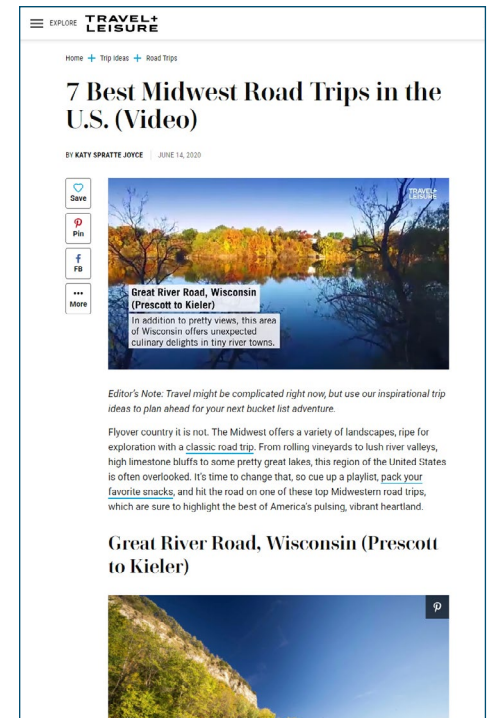 EXPLORE
TRAVEL+
LEISURE
Home + Trip Ideas + Road Trips
7 Best Midwest Road Trips in the
U.S. (Video)
BY KATY SPRATTE JOYCE | JUNE 14, 2020
Save
Pin
FB
More
TRAVEL+
LEISURE
Great River Road, Wisconsin
(Prescott to Kieler)
In addition to pretty views, this area
of Wisconsin offers unexpected
culinary delights in tiny river towns.
Editor's Note: Travel might be complicated right now, but use our inspirational trip
ideas to plan ahead for your next bucket list adventure.
Flyover country it is not. The Midwest offers a variety of landscapes, ripe for
exploration with a classic road trip. From rolling vineyards to lush river valleys,
high limestone bluffs to some pretty great lakes, this region of the United States
is often overlooked. It's time to change that, so cue up a playlist, pack your
favorite snacks, and hit the road on one of these top Midwestern road trips,
which are sure to highlight the best of America's pulsing, vibrant heartland.
Great River Road, Wisconsin (Prescott
to Kieler)